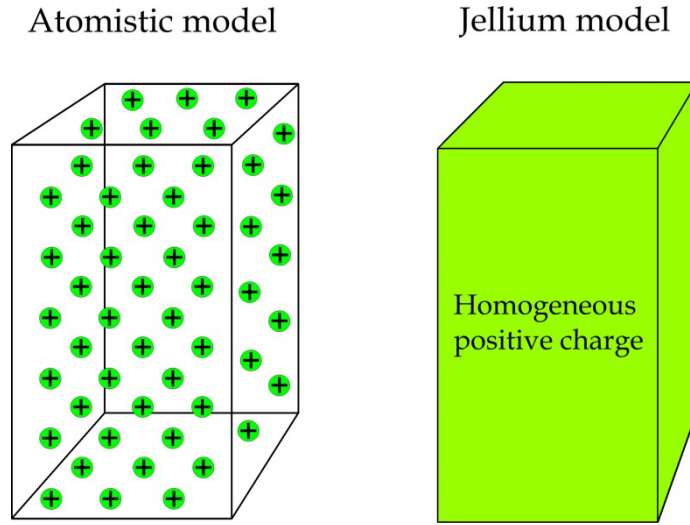 Atomistic model
Jellium model
Homogeneous
positive charge